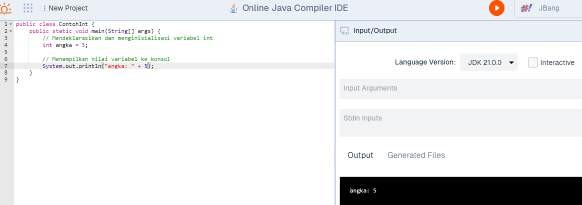 New Project
Online Java Compiler IDE
JBang
1 public class ContohInt {
2 public static void main(String[] args) {
3 // Mendeklarasikan dan menginisialisasi variabel int
4 int angka = 5;
5
6 // Menampilkan nilai variabel ke konsol
7 System.out.println("angka: " + 5);
8 }
9 }
Input/Output
Language Version: JDK 21.0.0 Interactive
Input Arguments
Stdin Inputs
Output Generated Files
angka: 5